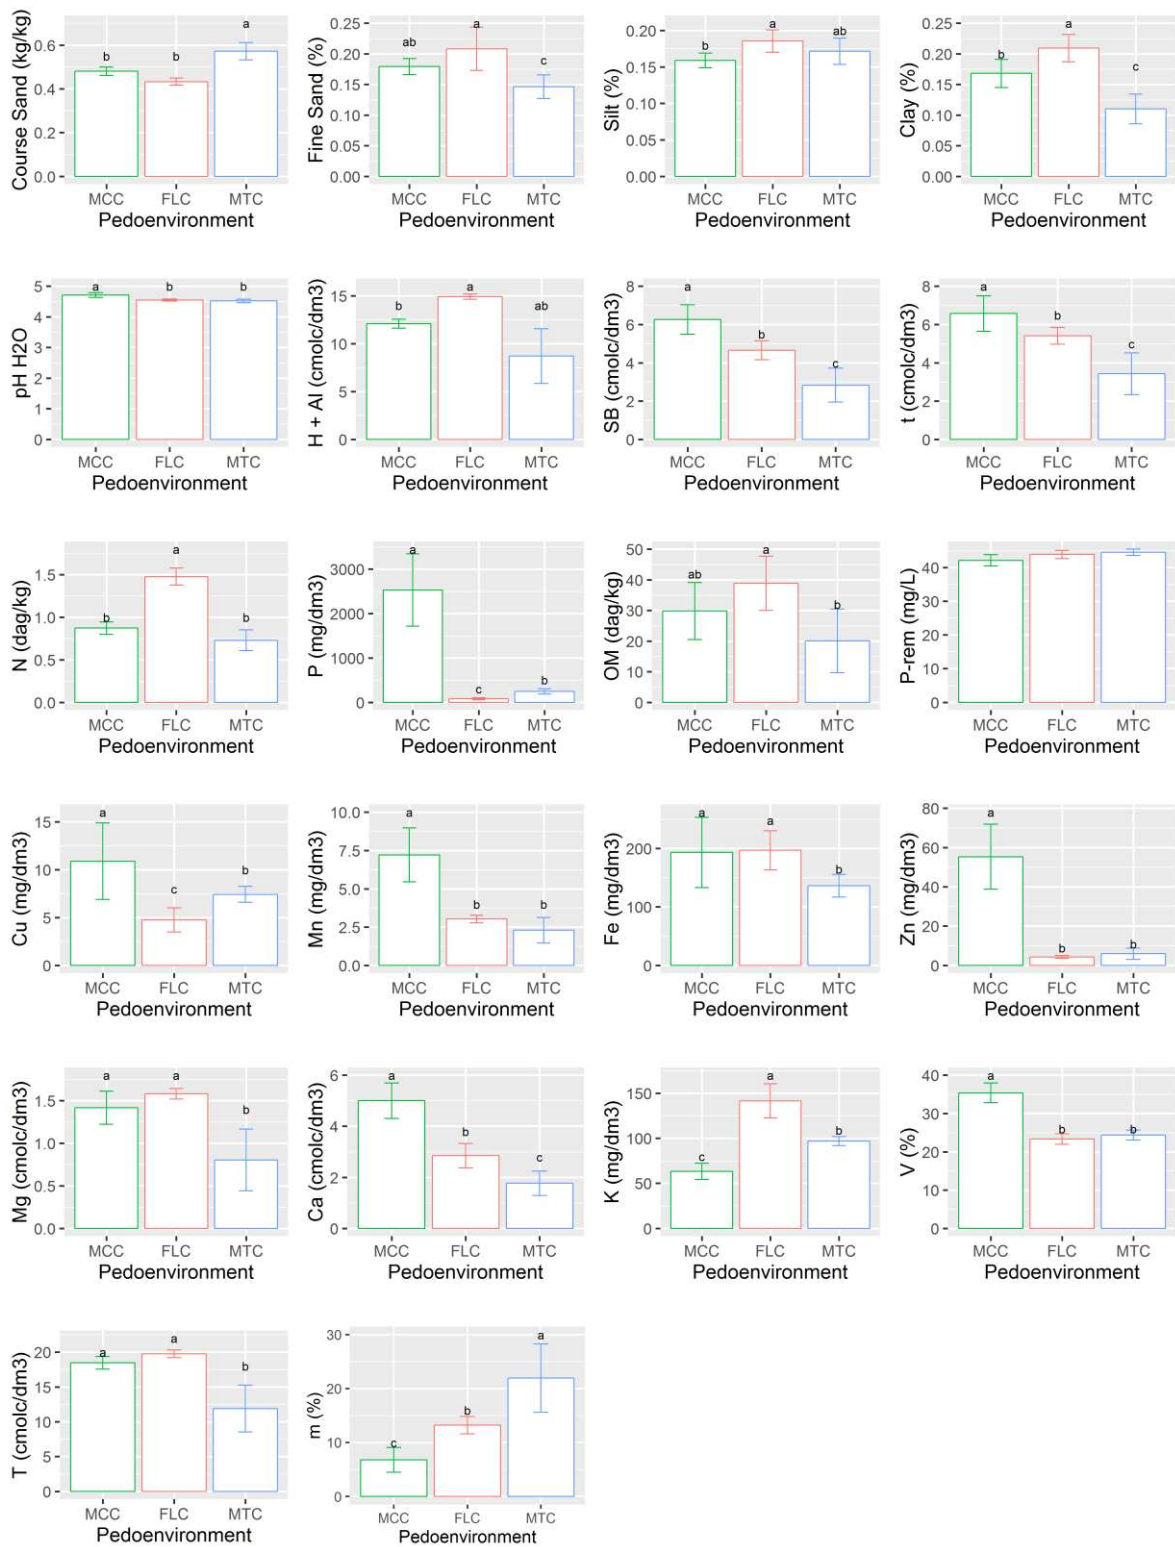 Course Sand (kg/kg)
0.6
0.4
0.2
0.0
b
b
a
MCC FLC MTC
Pedoenvironment
Fine Sand (%)
0.25
0.20
0.15
0.10
0.05
0.00
ab
a
c
MCC FLC MTC
Pedoenvironment
Silt (%)
0.20
0.15
0.10
0.05
0.00
b
a
ab
MCC FLC MTC
Pedoenvironment
Clay (%)
0.25
0.20
0.15
0.10
0.05
0.00
b
a
c
MCC FLC MTC
Pedoenvironment
pH H2O
5
4
3
2
1
0
a
b
b
MCC FLC MTC
Pedoenvironment
H + Al (cmolc/dm3)
15
10
5
0
b
a
ab
MCC FLC MTC
Pedoenvironment
SB (cmolc/dm3)
8
6
4
2
0
a
b
c
MCC FLC MTC
Pedoenvironment
t (cmolc/dm3)
8
6
4
2
0
a
b
c
MCC FLC MTC
Pedoenvironment
N (dag/kg)
1.5
1.0
0.5
0.0
b
a
b
MCC FLC MTC
Pedoenvironment
P (mg/dm3)
3000
2000
1000
0
a
c
b
MCC FLC MTC
Pedoenvironment
OM (dag/kg)
50
40
30
20
10
0
ab
a
b
MCC FLC MTC
Pedoenvironment
P-rem (mg/L)
40
30
20
10
0
MCC FLC MTC
Pedoenvironment
Cu (mg/dm3)
15
10
5
0
a
c
b
MCC FLC MTC
Pedoenvironment
Mn (mg/dm3)
10.0
7.5
5.0
2.5
0.0
a
b
b
MCC FLC MTC
Pedoenvironment
Fe (mg/dm3)
200
100
0
a
a
b
MCC FLC MTC
Pedoenvironment
Zn (mg/dm3)
80
60
40
20
0
a
b
b
MCC FLC MTC
Pedoenvironment
Mg (cmolc/dm3)
1.5
1.0
0.5
0.0
a
a
b
MCC FLC MTC
Pedoenvironment
Ca (cmolc/dm3)
6
4
2
0
a
b
c
MCC FLC MTC
Pedoenvironment
K (mg/dm3)
150
100
50
0
c
a
b
MCC FLC MTC
Pedoenvironment
V (%)
40
30
20
10
0
a
b
b
MCC FLC MTC
Pedoenvironment
T (cmolc/dm3)
20
15
10
5
0
a
a
b
MCC FLC MTC
Pedoenvironment
m (%)
30
20
10
0
c
b
a
MCC FLC MTC
Pedoenvironment